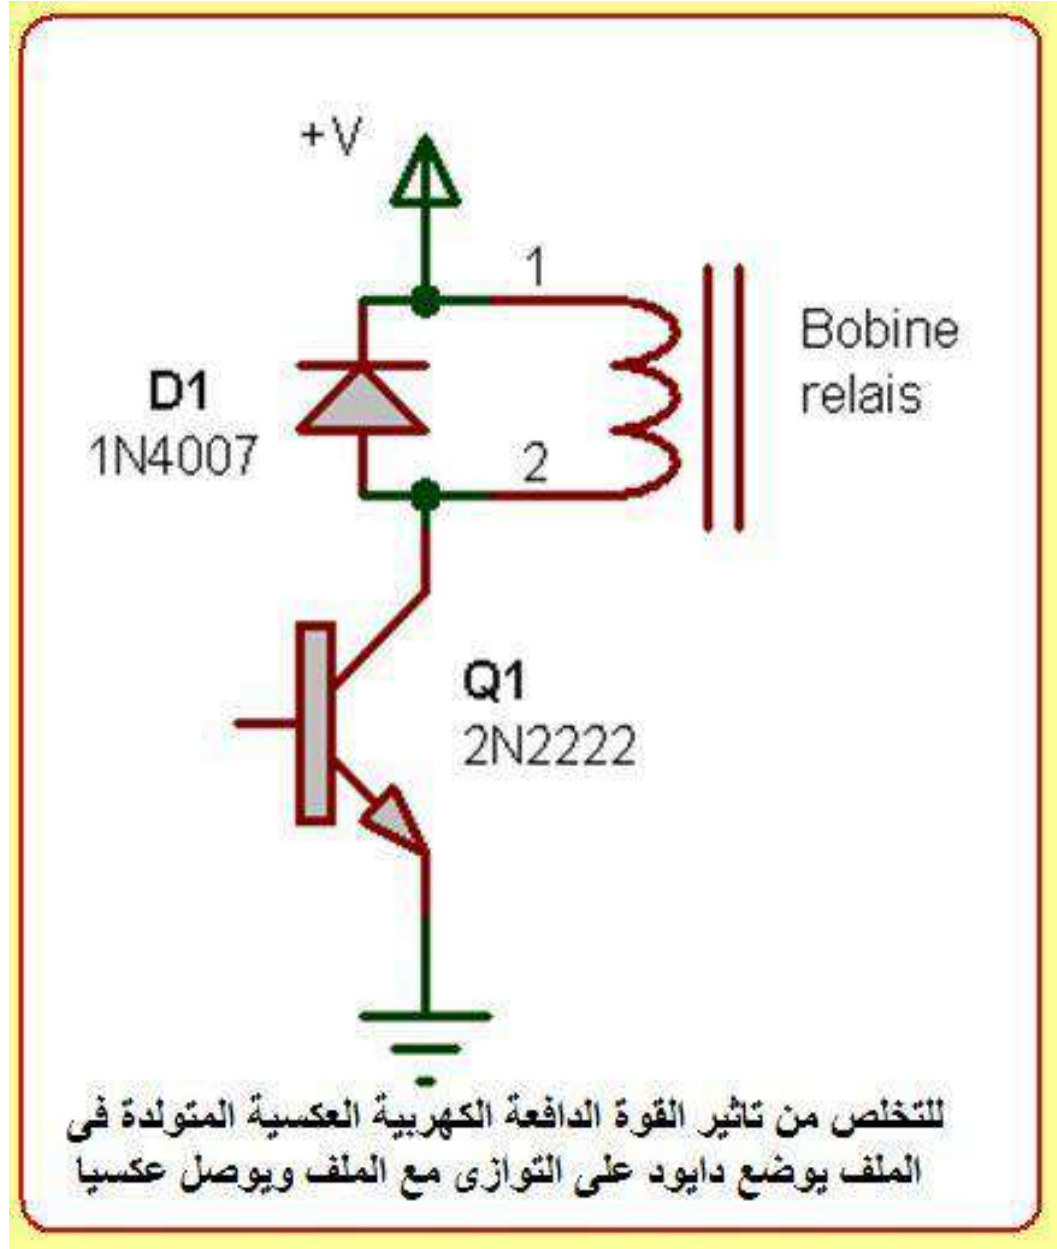 +V
1
Bobine
relais
D1
1N4007
2
Q1
2N2222
للتخلص من تاثير القوة الدافعة الكهربية العكسية المتولدة فى
الملف يوضع دايود على التوازى مع الملف ويوصل عكسيا